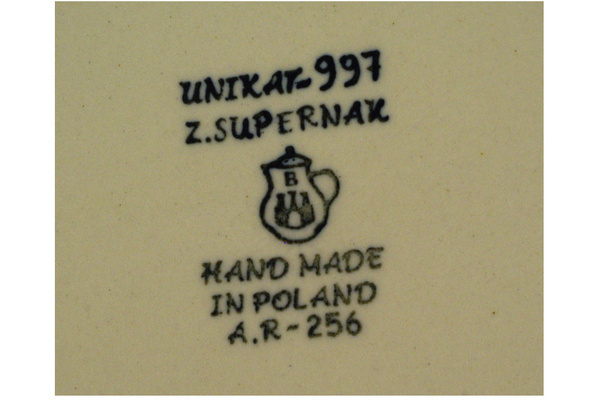 UNIKAT-997
Z.SUPERNAK
B
HAND MADE
IN POLAND
A.R-256